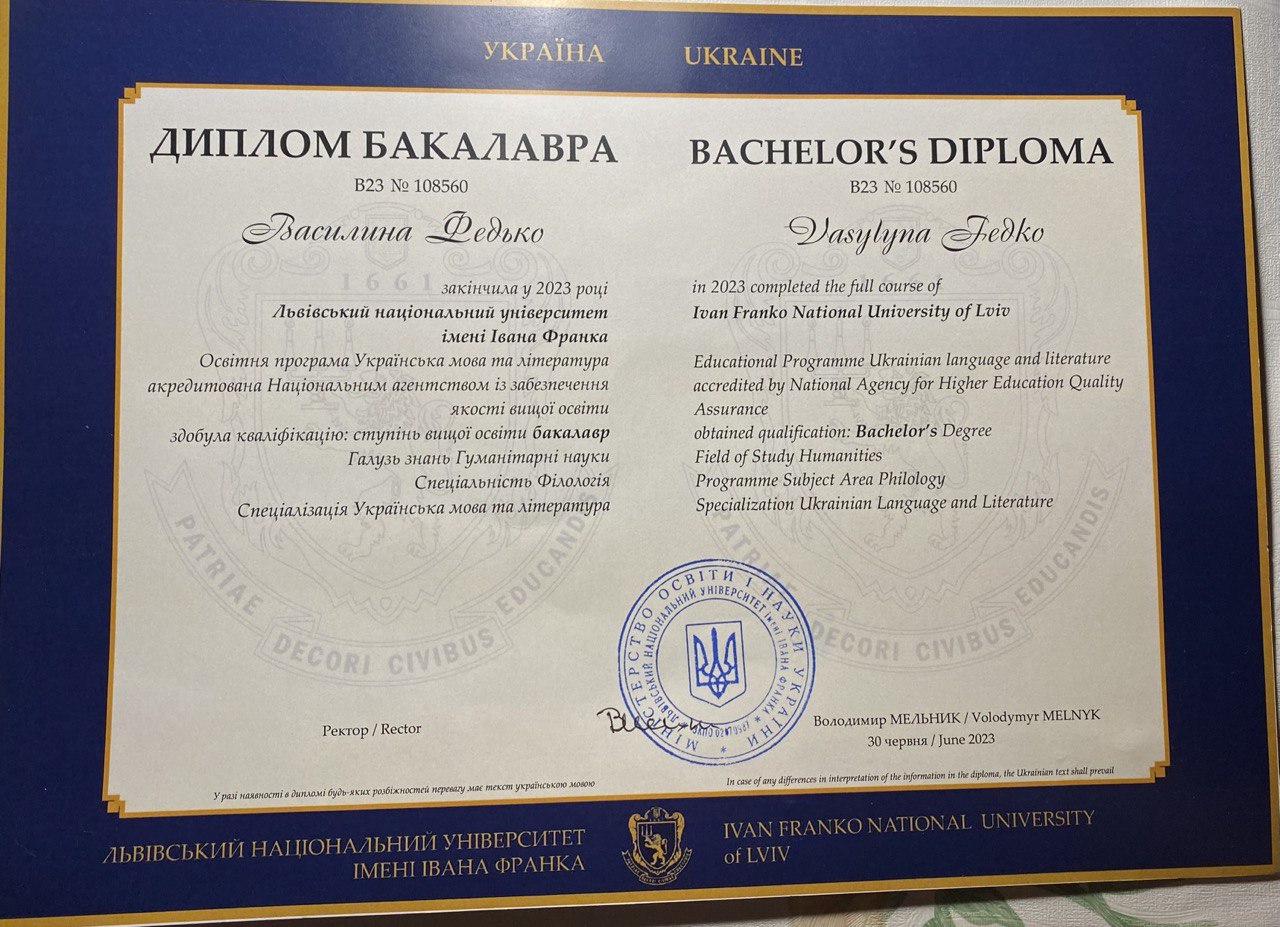 УКРАЇНА
UKRAINE
ДИПЛОМ БАКАЛАВРА
В23 № 108560
Василина Федько
1661
закінчила у 2023 році
Львівський національний університет
імені Івана Франка
Освітня програма Українська мова та література
акредитована Національним агентством із забезпечення
якості вищої освіти
здобула кваліфікацію: ступінь вищої освіти бакалавр
Галузь знань Гуманітарні науки
Спеціальність Філологія
Спеціалізація Українська мова та література
PATRIAE DECORI CIVIBUS EDUCANDIS
BACHELOR'S DIPLOMA
B23 № 108560
Vasylyna Fedko
in 2023 completed the full course of
Ivan Franko National University of Lviv
Educational Programme Ukrainian language and literature
accredited by National Agency for Higher Education Quality
Assurance
obtained qualification: Bachelor's Degree
Field of Study Humanities
Programme Subject Area Philology
Specialization Ukrainian Language and Literature
PATRIAE DECORI CIVIBUS EDUCANDIS
МІНІСТЕРСТВО ОСВІТИ І НАУКИ УКРАЇНИ
ЛЬВІВСЬКИЙ НАЦІОНАЛЬНИЙ УНІВЕРСИТЕТ ІМЕНІ ІВАНА ФРАНКА
Ректор / Rector
Володимир МЕЛЬНИК / Volodymyr MELNYK
30 червня / June 2023
У разі наявності в дипломі будь-яких розбіжностей перевагу має текст українською мовою
In case of any differences in interpretation of the information in the diploma, the Ukrainian text shall prevail
ЛЬВІВСЬКИЙ НАЦІОНАЛЬНИЙ УНІВЕРСИТЕТ
ІМЕНІ ІВАНА ФРАНКА
IVAN FRANKO NATIONAL UNIVERSITY
of LVIV